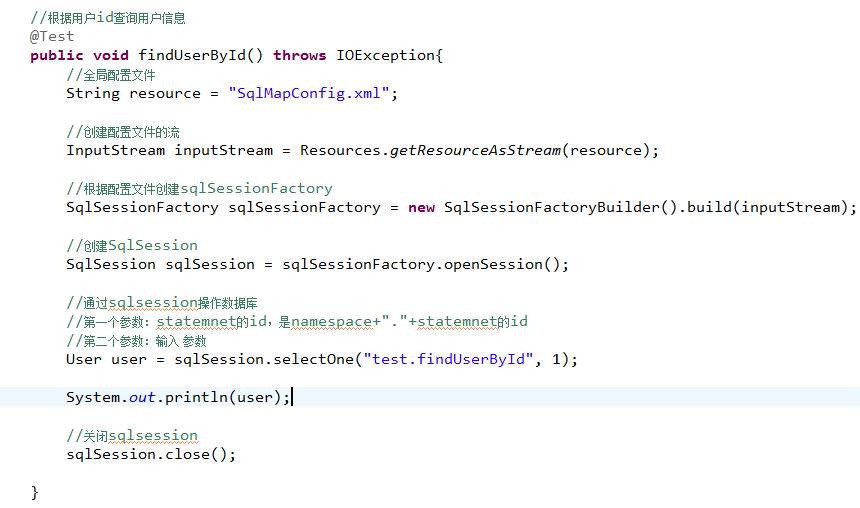 //根据用户id查询用户信息
@Test
public void findUserById() throws IOException{
//全局配置文件
String resource = "SqlMapConfig.xml";
//创建配置文件的流
InputStream inputStream = Resources.getResourceAsStream(resource);
//根据配置文件创建sqlSessionFactory
SqlSessionFactory sqlSessionFactory = new SqlSessionFactoryBuilder().build(inputStream);
//创建SqlSession
SqlSession sqlSession = sqlSessionFactory.openSession();
//通过sqlsession操作数据库
//第一个参数：statemnet的id，是namespace+"."+statemnet的id
//第二个参数：输入 参数
User user = sqlSession.selectOne("test.findUserById", 1);
System.out.println(user);
//关闭sqlsession
sqlSession.close();
}